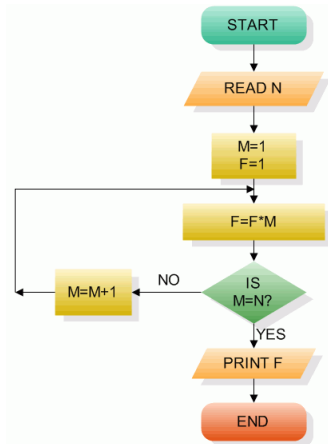 START
READ N
M=1
F=1
F=F*M
NO
M=M+1
IS
M=N?
YES
PRINT F
END